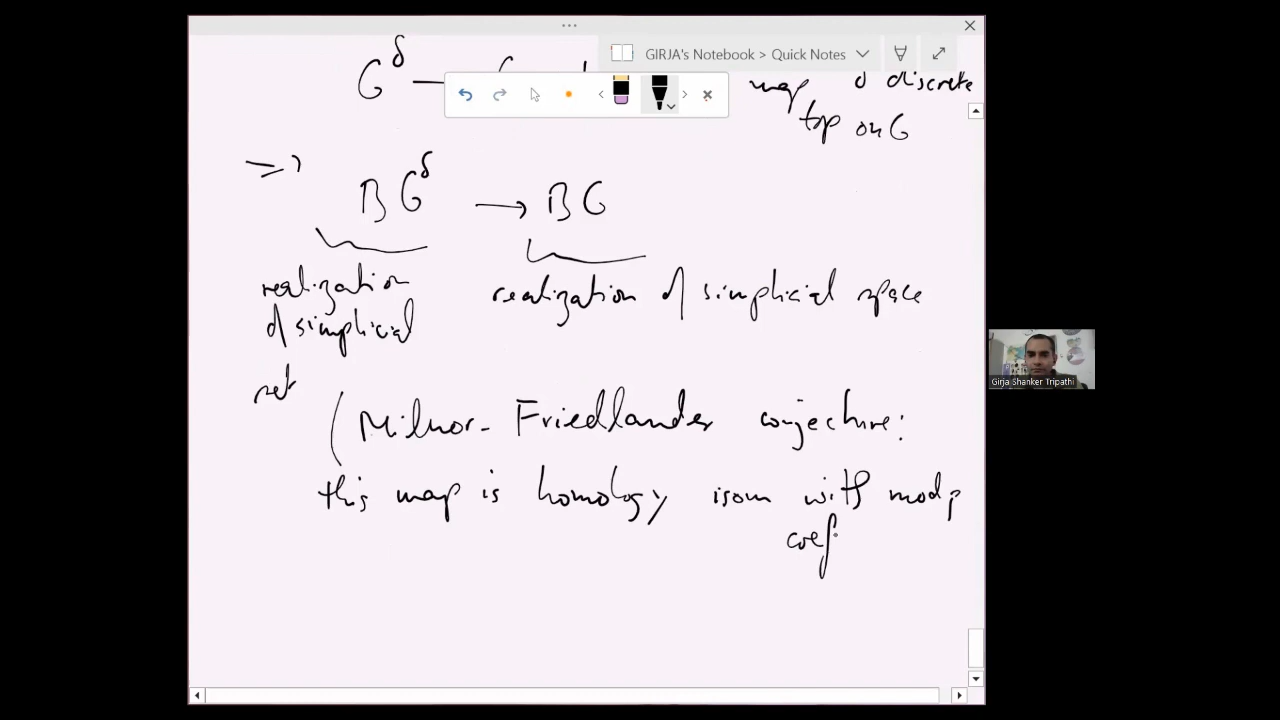 GIRJA's Notebook > Quick Notes
G^δ —
map δ discrete
top on G
=>
BG^δ → BG
realization
of simplicial
set
realization of simplicial space
(Milnor-Friedlander conjecture:
this map is homology isom with mod p
coef
Girja Shanker Tripathi